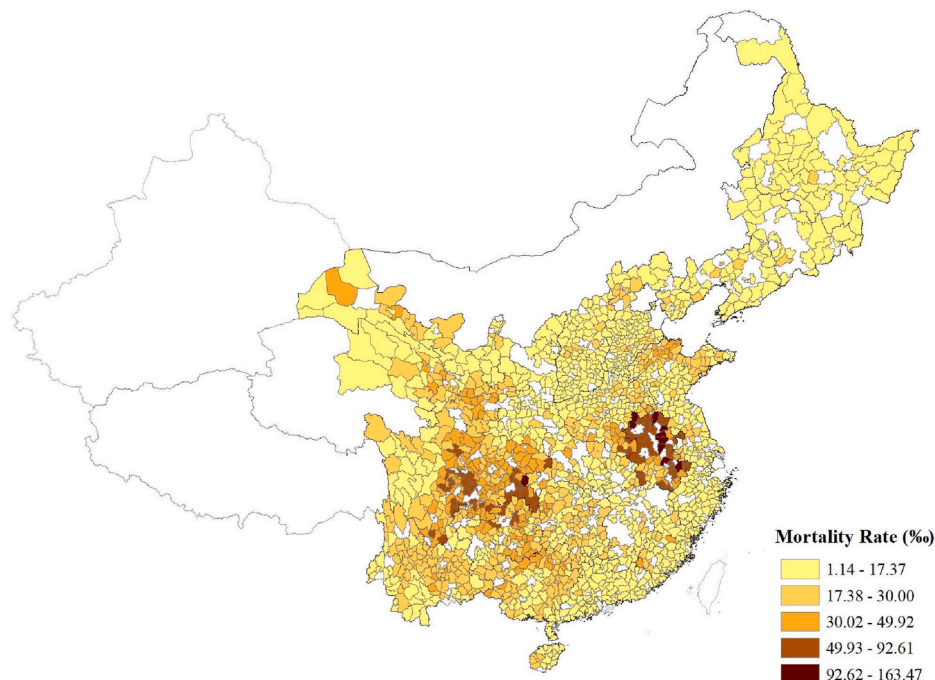 Mortality Rate (‰)
1.14 - 17.37
17.38 - 30.00
30.02 - 49.92
49.93 - 92.61
92.62 - 163.47